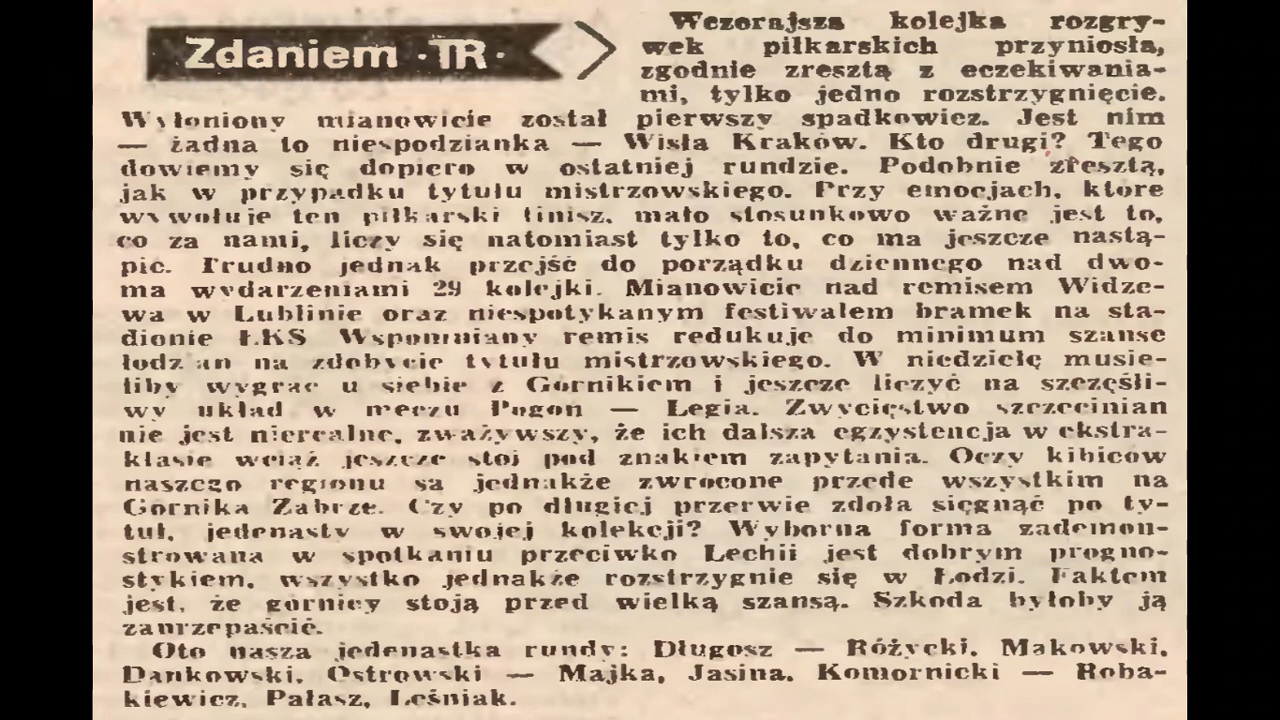 Zdaniem ·TR·
Wczorajsza kolejka rozgry-
wek piłkarskich przyniosła,
zgodnie zresztą z oczekiwania-
mi, tylko jedno rozstrzygnięcie.
Wyłoniony mianowicie został pierwszy spadkowicz. Jest nim
— żadna to niespodzianka — Wisła Kraków. Kto drugi? Tego
dowiemy się dopiero w ostatniej rundzie. Podobnie zresztą,
jak w przypadku tytułu mistrzowskiego. Przy emocjach, które
wywołuje ten piłkarski finisz, mało stosunkowo ważne jest to,
co za nami, liczy się natomiast tylko to, co ma jeszcze nastą-
pić. Trudno jednak przejść do porządku dziennego nad dwo-
ma wydarzeniami 29 kolejki. Mianowicie nad remisem Widze-
wa w Lublinie oraz niespotykanym festiwalem bramek na sta-
dionie ŁKS Wspomniany remis redukuje do minimum szanse
łodzian na zdobycie tytułu mistrzowskiego. W niedzielę musie-
liby wygrać u siebie z Górnikiem i jeszcze liczyć na szczęśli-
wy układ w meczu Pogoń — Legia. Zwycięstwo szczecinian
nie jest nierealne, zważywszy, że ich dalsza egzystencja w ekstra-
klasie wciąż jeszcze stoi pod znakiem zapytania. Oczy kibiców
naszego regionu są jednakże zwrócone przede wszystkim na
Górnika Zabrze. Czy po długiej przerwie zdoła sięgnąć po ty-
tuł, jedenasty w swojej kolekcji? Wyborna forma zademon-
strowana w spotkaniu przeciwko Lechii jest dobrym progno-
stykiem, wszystko jednakże rozstrzygnie się w Łodzi. Faktem
jest, że górnicy stoją przed wielką szansą. Szkoda byłoby ją
zaprzepaścić.
Oto nasza jedenastka rundy: Długosz — Różycki, Makowski,
Dankowski, Ostrowski — Majka, Jasina, Komornicki — Roba-
kiewicz, Pałasz, Leśniak.